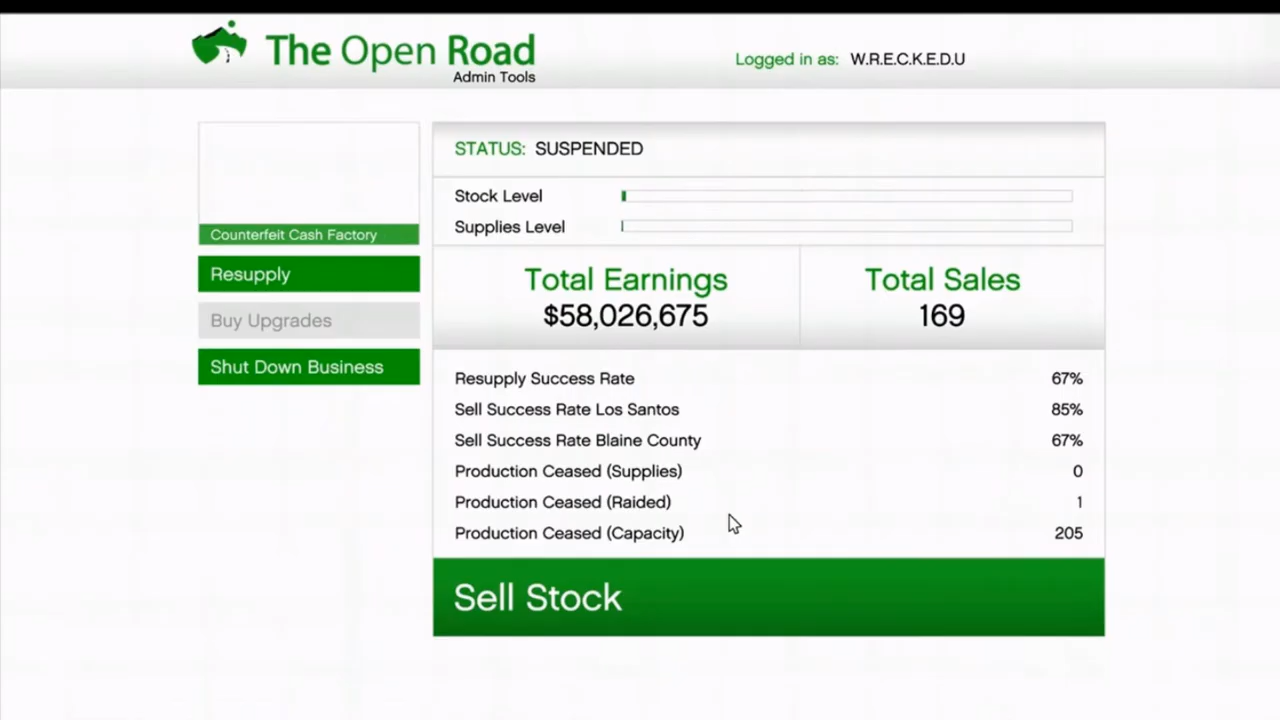 The Open Road
Admin Tools
Logged in as: W.R.E.C.K.E.D.U
Counterfeit Cash Factory
Resupply
Buy Upgrades
Shut Down Business
STATUS: SUSPENDED
Stock Level
Supplies Level
Total Earnings
$58,026,675
Total Sales
169
Resupply Success Rate 67%
Sell Success Rate Los Santos 85%
Sell Success Rate Blaine County 67%
Production Ceased (Supplies) 0
Production Ceased (Raided) 1
Production Ceased (Capacity) 205
Sell Stock